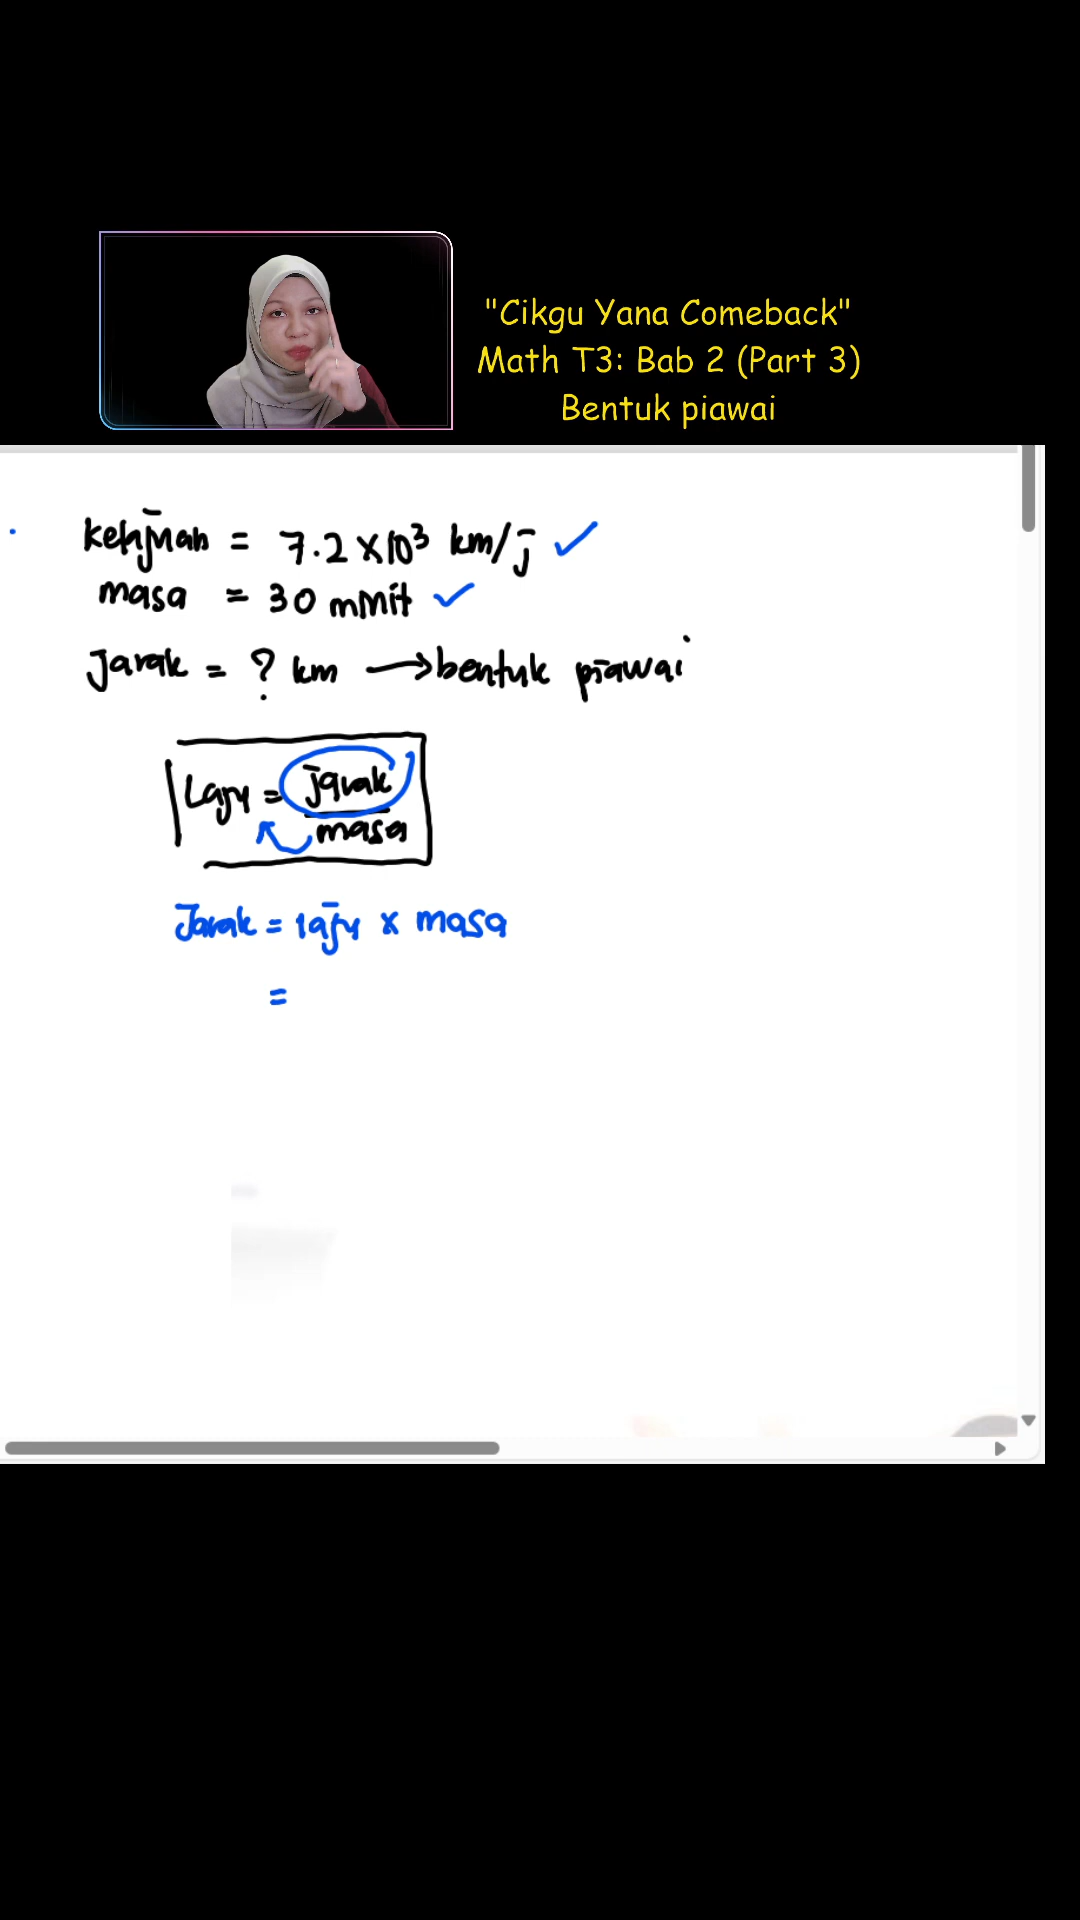 "Cikgu Yana Comeback"
Math T3: Bab 2 (Part 3)
Bentuk piawai
kelajuan = 7.2 × 10³ km/j ✓
masa = 30 minit ✓
Jarak = ? km → bentuk piawai
Laju = jarak
masa
Jarak = laju × masa
=